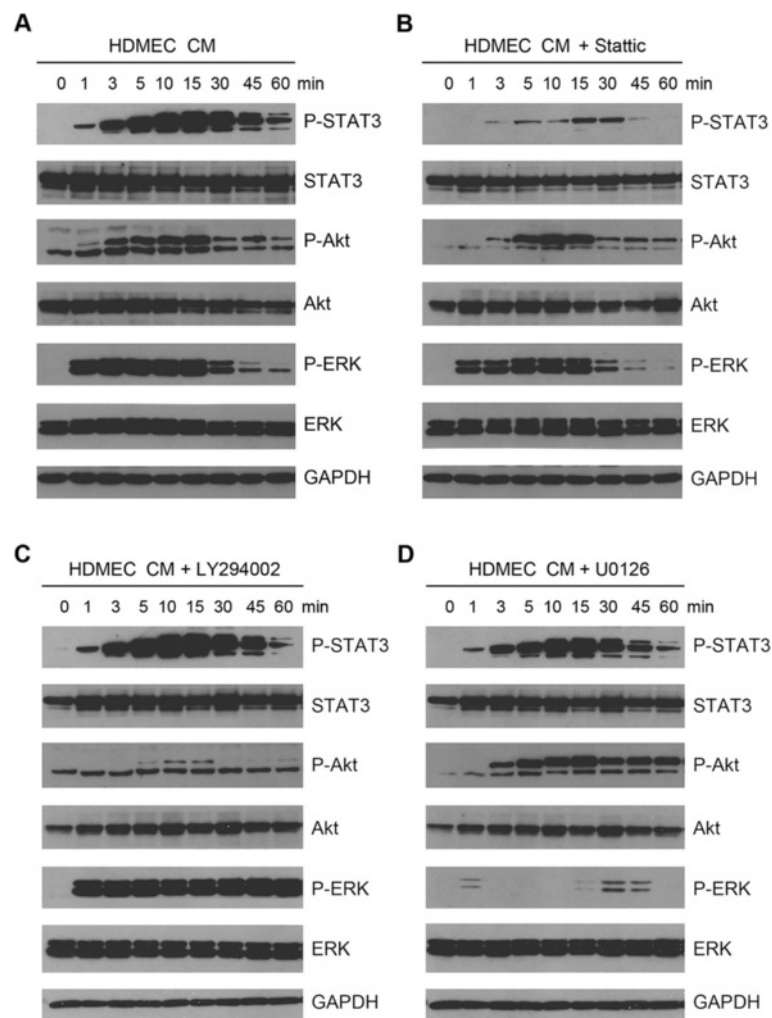 A
HDMEC CM
0 1 3 5 10 15 30 45 60 min
P-STAT3
STAT3
P-Akt
Akt
P-ERK
ERK
GAPDH
B
HDMEC CM + Stattic
0 1 3 5 10 15 30 45 60 min
P-STAT3
STAT3
P-Akt
Akt
P-ERK
ERK
GAPDH
C
HDMEC CM + LY294002
0 1 3 5 10 15 30 45 60 min
P-STAT3
STAT3
P-Akt
Akt
P-ERK
ERK
GAPDH
D
HDMEC CM + U0126
0 1 3 5 10 15 30 45 60 min
P-STAT3
STAT3
P-Akt
Akt
P-ERK
ERK
GAPDH